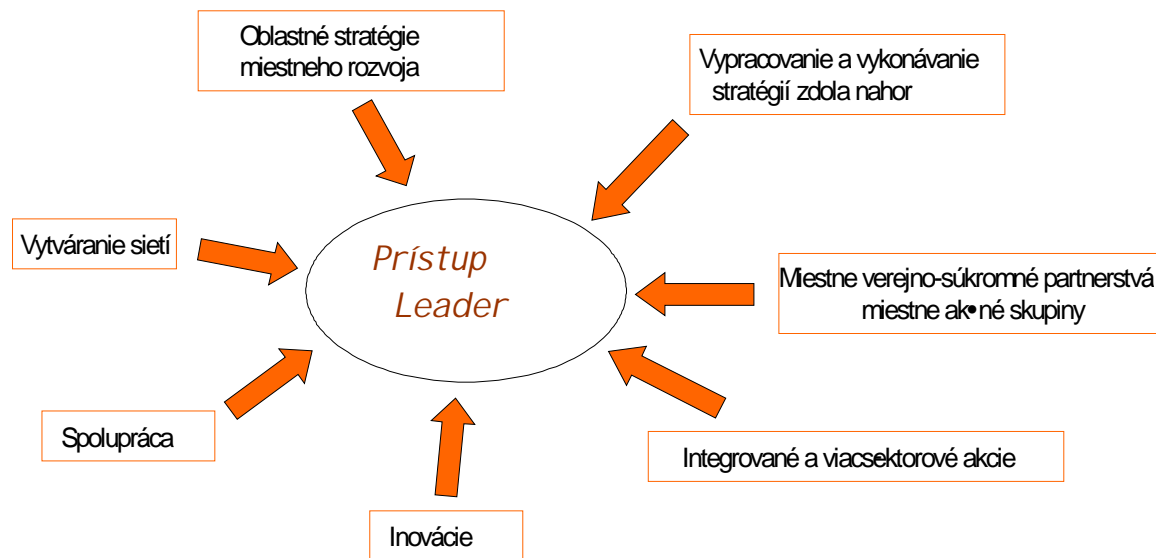 Oblastné stratégie
miestneho rozvoja
Vypracovanie a vykonávanie
stratégií zdola nahor
Vytváranie sietí
Prístup
Leader
Miestne verejno-súkromné partnerstvá
miestne ak•né skupiny
Spolupráca
Integrované a viacsektorové akcie
Inovácie